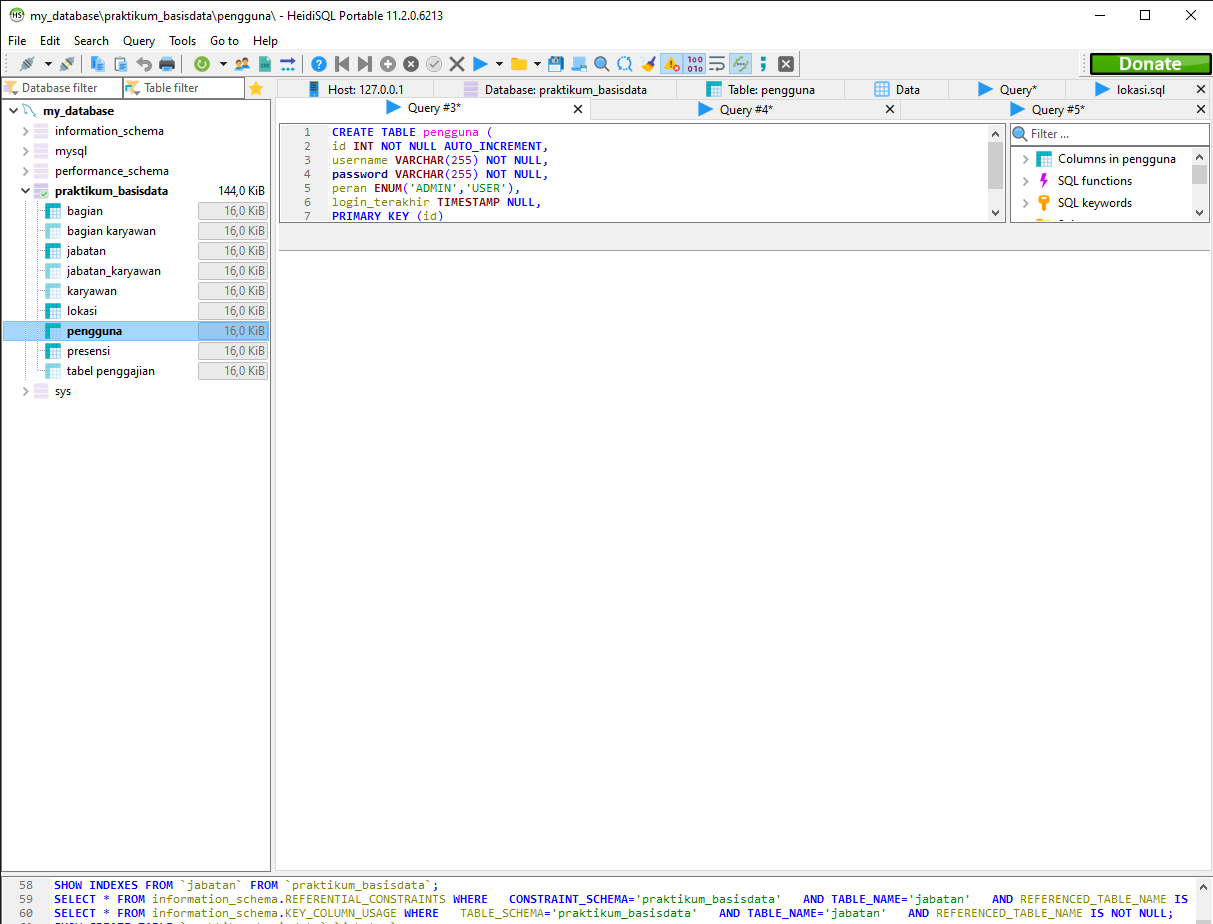 my_database\praktikum_basisdata\pengguna\ - HeidiSQL Portable 11.2.0.6213
File Edit Search Query Tools Go to Help
Donate
Database filter Table filter
Host: 127.0.0.1 Database: praktikum_basisdata Table: pengguna Data Query* lokasi.sql
Query #3* Query #4* Query #5*
my_database
information_schema
mysql
performance_schema
praktikum_basisdata 144,0 KiB
bagian 16,0 KiB
bagian karyawan 16,0 KiB
jabatan 16,0 KiB
jabatan_karyawan 16,0 KiB
karyawan 16,0 KiB
lokasi 16,0 KiB
pengguna 16,0 KiB
presensi 16,0 KiB
tabel penggajian 16,0 KiB
sys
1 CREATE TABLE pengguna (
2 id INT NOT NULL AUTO_INCREMENT,
3 username VARCHAR(255) NOT NULL,
4 password VARCHAR(255) NOT NULL,
5 peran ENUM('ADMIN','USER'),
6 login_terakhir TIMESTAMP NULL,
7 PRIMARY KEY (id)
Filter ...
Columns in pengguna
SQL functions
SQL keywords
58 SHOW INDEXES FROM `jabatan` FROM `praktikum_basisdata`;
59 SELECT * FROM information_schema.REFERENTIAL_CONSTRAINTS WHERE CONSTRAINT_SCHEMA='praktikum_basisdata' AND TABLE_NAME='jabatan' AND REFERENCED_TABLE_NAME IS
60 SELECT * FROM information_schema.KEY_COLUMN_USAGE WHERE TABLE_SCHEMA='praktikum_basisdata' AND TABLE_NAME='jabatan' AND REFERENCED_TABLE_NAME IS NOT NULL;